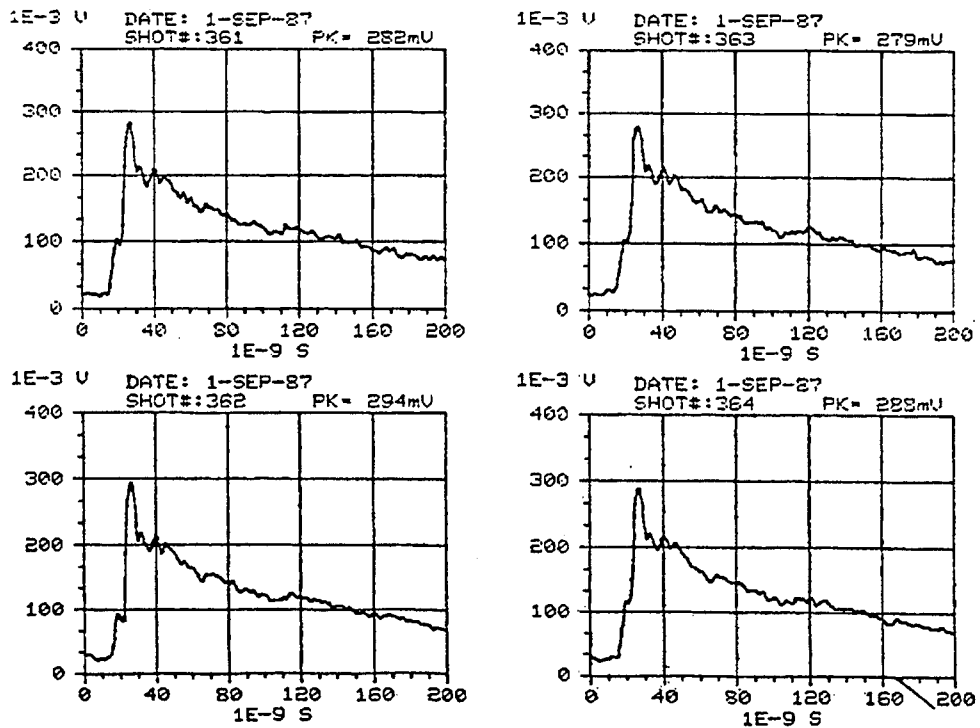 1E-3 V DATE: 1-SEP-87
SHOT#:361 PK= 282mV
400
300
200
100
0
0 40 80 120 160 200
1E-9 S
1E-3 V DATE: 1-SEP-87
SHOT#:363 PK= 279mV
400
300
200
100
0
0 40 80 120 160 200
1E-9 S
1E-3 V DATE: 1-SEP-87
SHOT#:362 PK= 294mV
400
300
200
100
0
0 40 80 120 160 200
1E-9 S
1E-3 V DATE: 1-SEP-87
SHOT#:364 PK= 288mV
400
300
200
100
0
0 40 80 120 160 200
1E-9 S